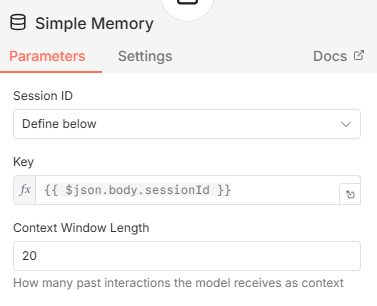 Simple Memory
Parameters Settings Docs
Session ID
Define below
Key
fx {{ $json.body.sessionId }}
Context Window Length
20
How many past interactions the model receives as context